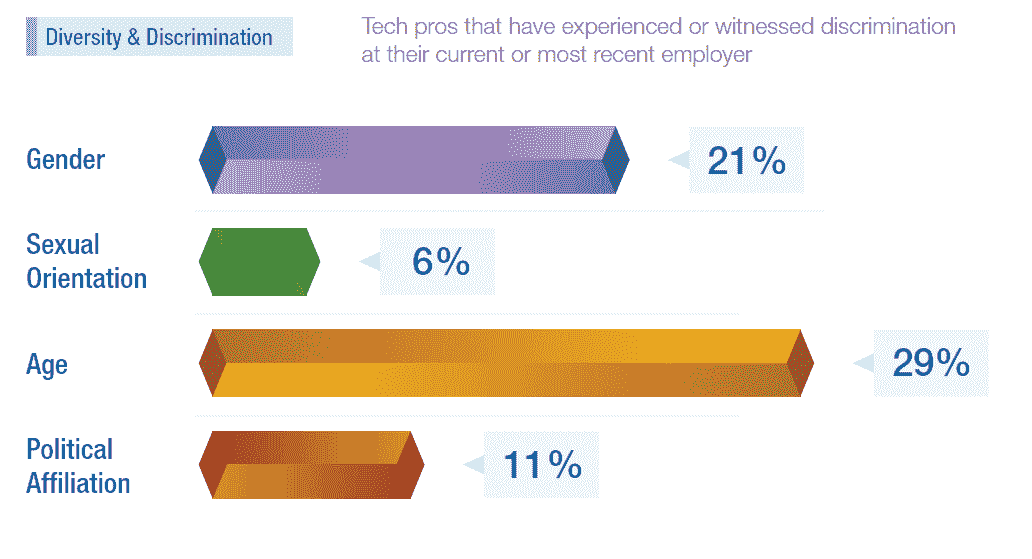 Diversity & Discrimination
Tech pros that have experienced or witnessed discrimination
at their current or most recent employer
Gender
21%
Sexual
Orientation
6%
Age
29%
Political
Affiliation
11%